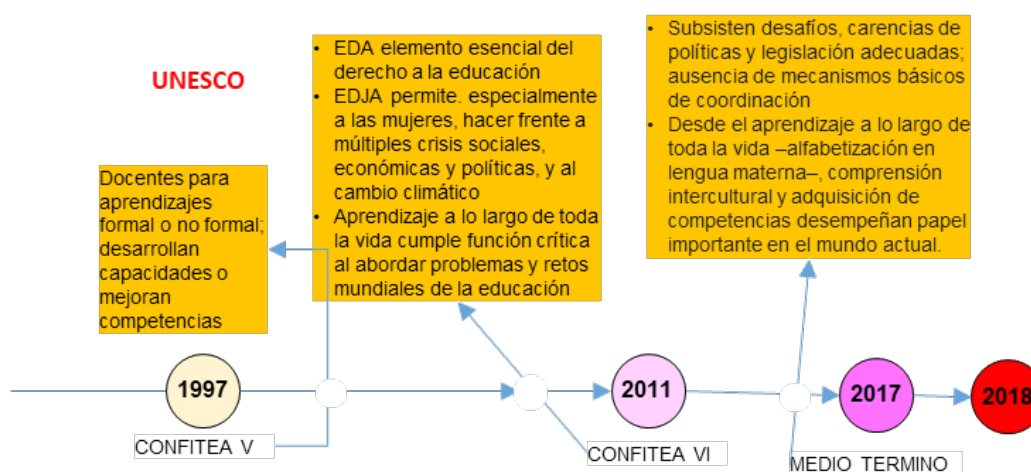 UNESCO
Docentes para
aprendizajes
formal o no formal;
desarrollan
capacidades o
mejoran
competencias
• EDA elemento esencial del
derecho a la educación
• EDJA permite. especialmente
a las mujeres, hacer frente a
múltiples crisis sociales,
económicas y políticas, y al
cambio climático
• Aprendizaje a lo largo de toda
la vida cumple función crítica
al abordar problemas y retos
mundiales de la educación
• Subsisten desafíos, carencias de
políticas y legislación adecuadas;
ausencia de mecanismos básicos
de coordinación
• Desde el aprendizaje a lo largo de
toda la vida –alfabetización en
lengua materna–, comprensión
intercultural y adquisición de
competencias desempeñan papel
importante en el mundo actual.
1997
2011
2017
2018
CONFITEA V
CONFITEA VI
MEDIO TERMINO